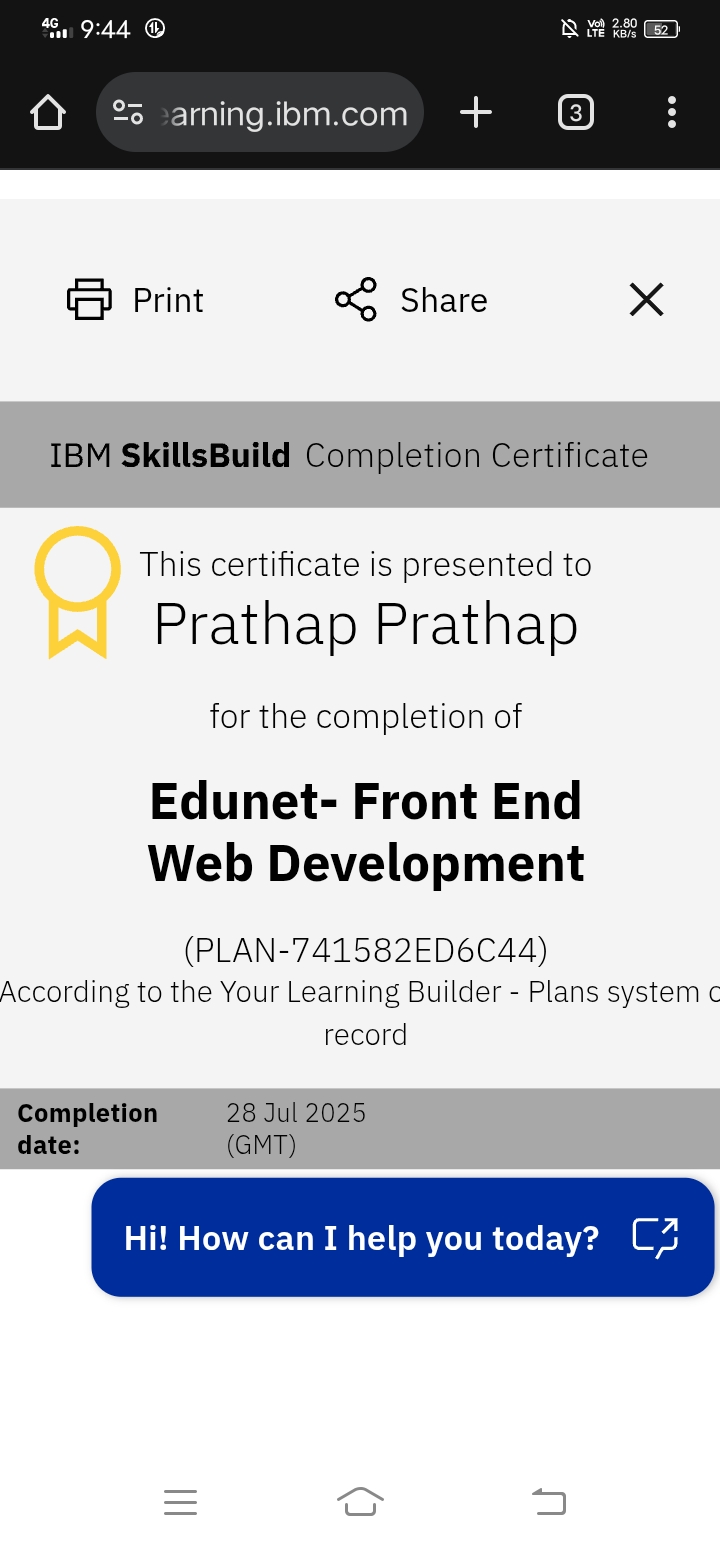 4G 9:44 Vo) LTE 2.80 KB/s 52
earning.ibm.com 3
Print Share
IBM SkillsBuild Completion Certificate
This certificate is presented to
Prathap Prathap
for the completion of
Edunet- Front End
Web Development
(PLAN-741582ED6C44)
According to the Your Learning Builder - Plans system
record
Completion 28 Jul 2025
date: (GMT)
Hi! How can I help you today?